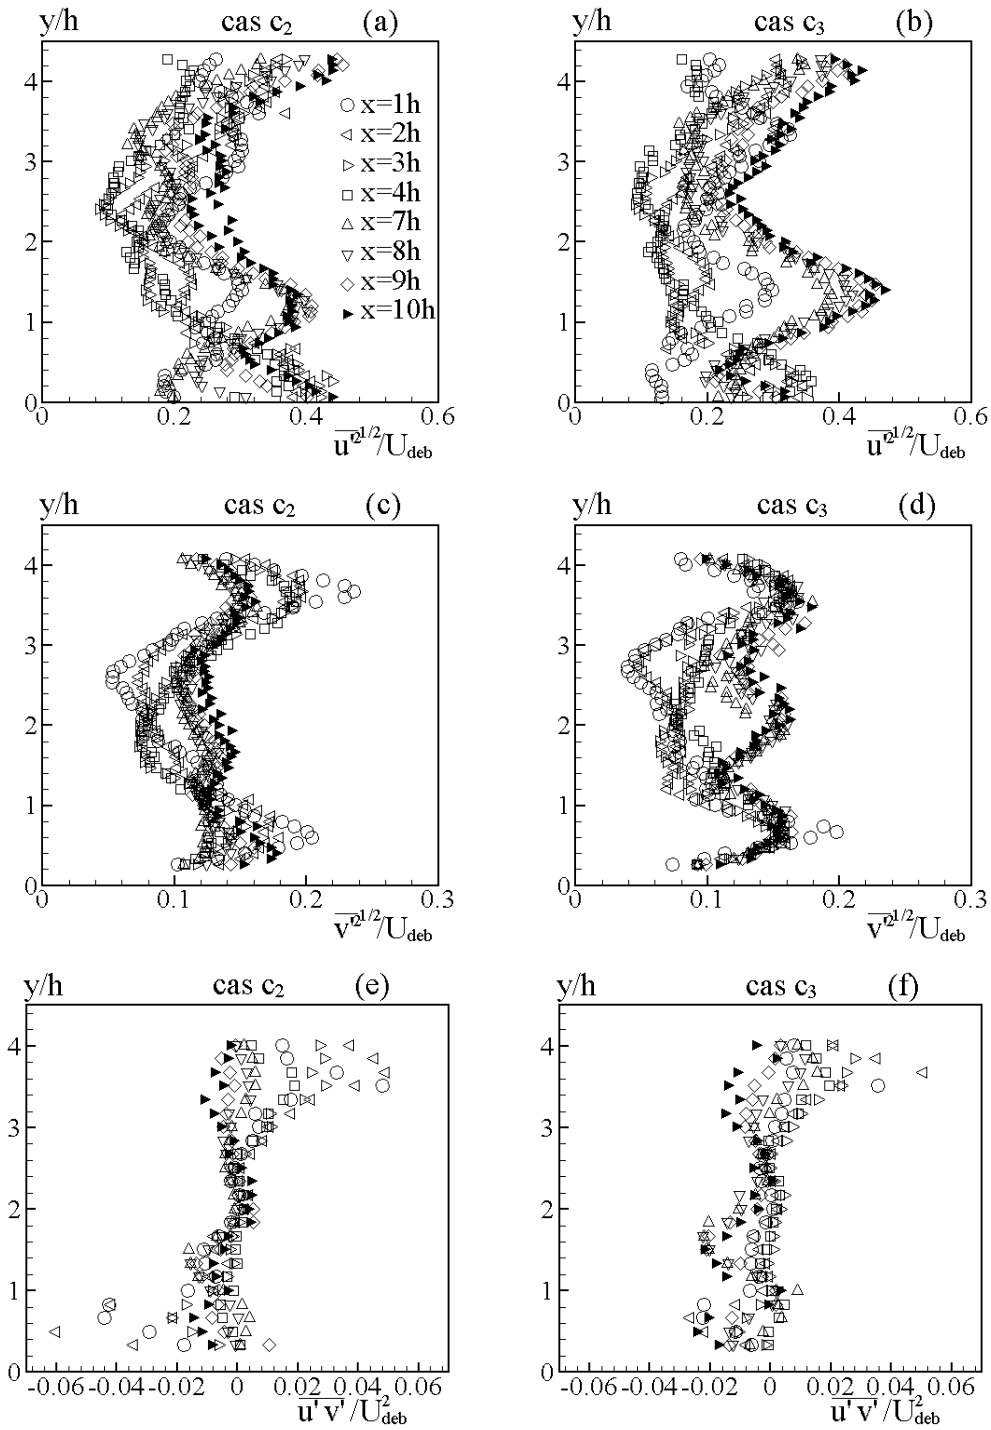 y/h cas c2 (a)
4
3
2
1
0
0 0.2 0.4 0.6
u'2 1/2/Udeb
x=1h
x=2h
x=3h
x=4h
x=7h
x=8h
x=9h
x=10h
y/h cas c3 (b)
4
3
2
1
0
0 0.2 0.4 0.6
u'2 1/2/Udeb
y/h cas c2 (c)
4
3
2
1
0
0 0.1 0.2 0.3
v'2 1/2/Udeb
y/h cas c3 (d)
4
3
2
1
0
0 0.1 0.2 0.3
v'2 1/2/Udeb
y/h cas c2 (e)
4
3
2
1
0
-0.06 -0.04 -0.02 0 0.02 0.04 0.06
u'v'/U2deb
y/h cas c3 (f)
4
3
2
1
0
-0.06 -0.04 -0.02 0 0.02 0.04 0.06
u'v'/U2deb